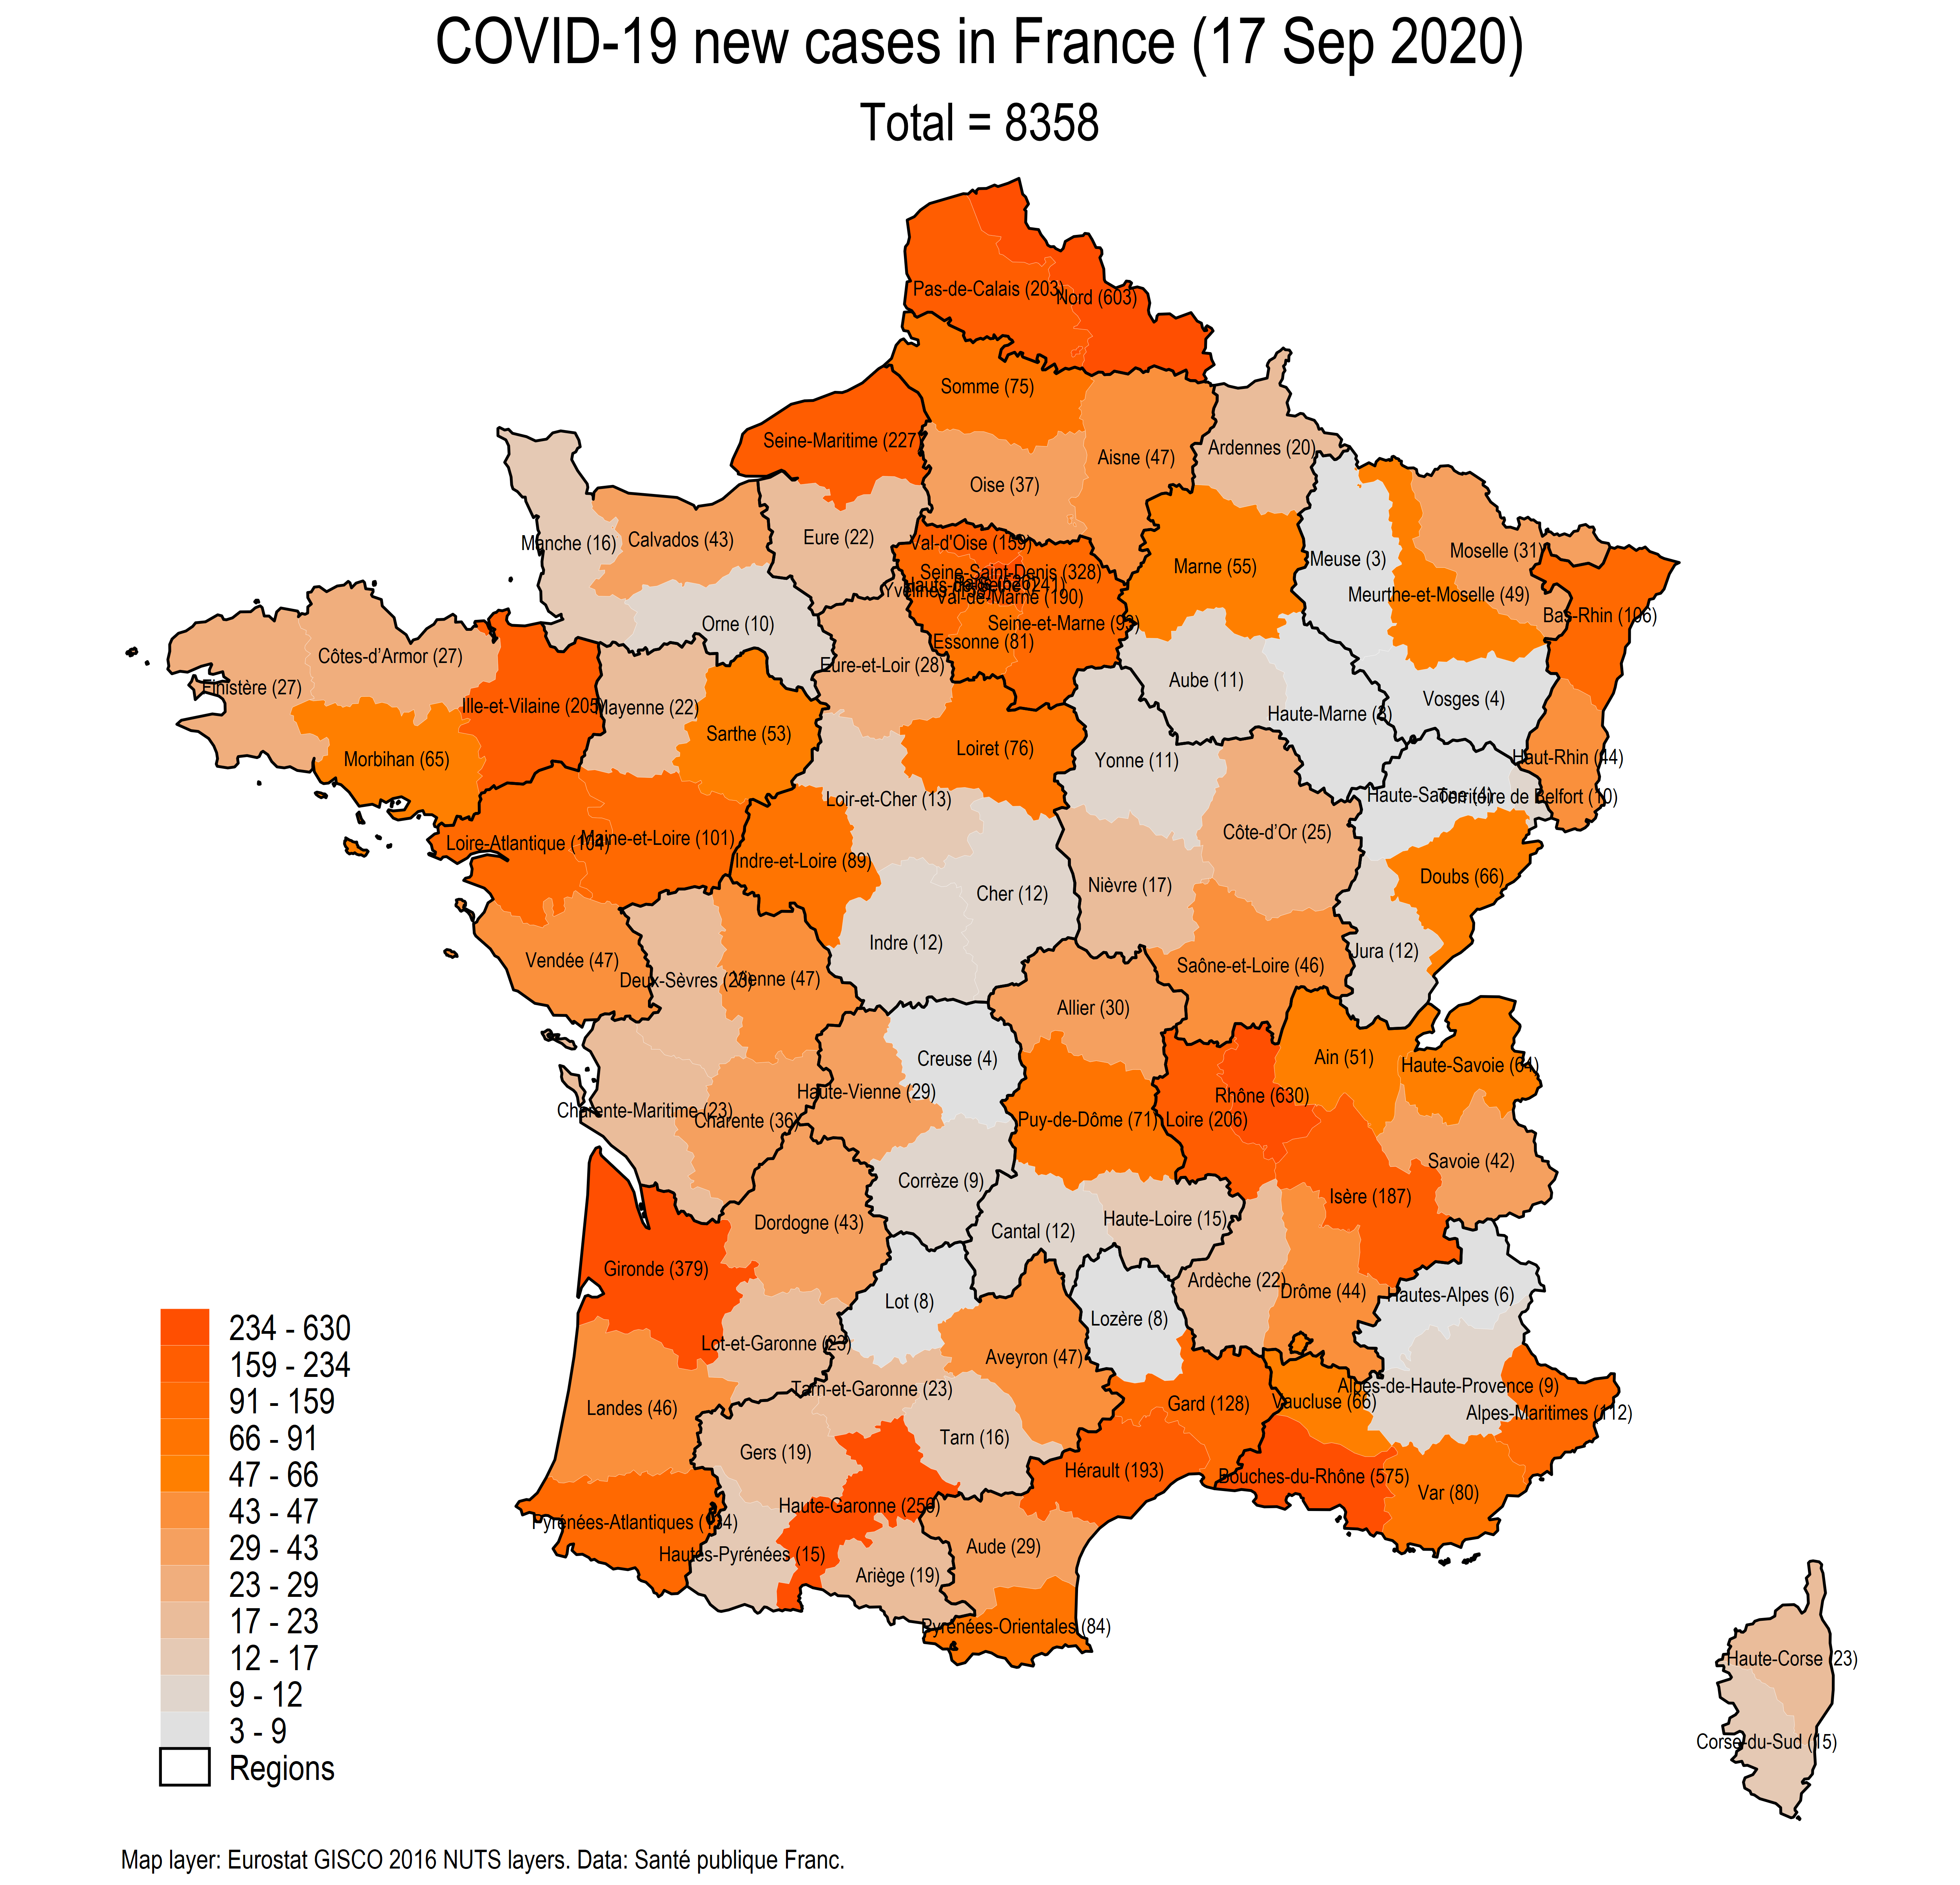 COVID-19 new cases in France (17 Sep 2020)
Total = 8358
Pas-de-Calais (203)
Nord (603)
Somme (75)
Seine-Maritime (227)
Aisne (47)
Ardennes (20)
Oise (37)
Manche (16)
Calvados (43)
Eure (22)
Val-d'Oise (159)
Seine-Saint-Denis (328)
Val-de-Marne (190)
Seine-et-Marne (93)
Essonne (81)
Marne (55)
Meuse (3)
Moselle (31)
Meurthe-et-Moselle (49)
Bas-Rhin (106)
Orne (10)
Côtes-d’Armor (27)
Finistère (27)
Ille-et-Vilaine (205)
Mayenne (22)
Sarthe (53)
Eure-et-Loir (28)
Aube (11)
Haute-Marne
Vosges (4)
Morbihan (65)
Loiret (76)
Yonne (11)
Haut-Rhin (44)
Loir-et-Cher (13)
Haute-Saône (4)
Territoire de Belfort (10)
Loire-Atlantique (104)
Maine-et-Loire (101)
Indre-et-Loire (89)
Côte-d’Or (25)
Cher (12)
Nièvre (17)
Doubs (66)
Indre (12)
Jura (12)
Vendée (47)
Deux-Sèvres (23)
Vienne (47)
Saône-et-Loire (46)
Allier (30)
Creuse (4)
Ain (51)
Haute-Savoie (64)
Haute-Vienne (29)
Rhône (630)
Charente-Maritime (23)
Charente (36)
Puy-de-Dôme (71)
Loire (206)
Savoie (42)
Corrèze (9)
Isère (187)
Dordogne (43)
Cantal (12)
Haute-Loire (15)
Gironde (379)
Ardèche (22)
Drôme (44)
Hautes-Alpes (6)
Lot (8)
Lozère (8)
Lot-et-Garonne (23)
Aveyron (47)
Tarn-et-Garonne (23)
Alpes-de-Haute-Provence (9)
Landes (46)
Gard (128)
Vaucluse (66)
Alpes-Maritimes (112)
Gers (19)
Tarn (16)
Hérault (193)
Bouches-du-Rhône (575)
Var (80)
Haute-Garonne
Pyrénées-Atlantiques
Hautes-Pyrénées (15)
Aude (29)
Ariège (19)
Pyrénées-Orientales (84)
Haute-Corse (23)
Corse-du-Sud (15)
234 - 630
159 - 234
91 - 159
66 - 91
47 - 66
43 - 47
29 - 43
23 - 29
17 - 23
12 - 17
9 - 12
3 - 9
Regions
Map layer: Eurostat GISCO 2016 NUTS layers. Data: Santé publique Franc.